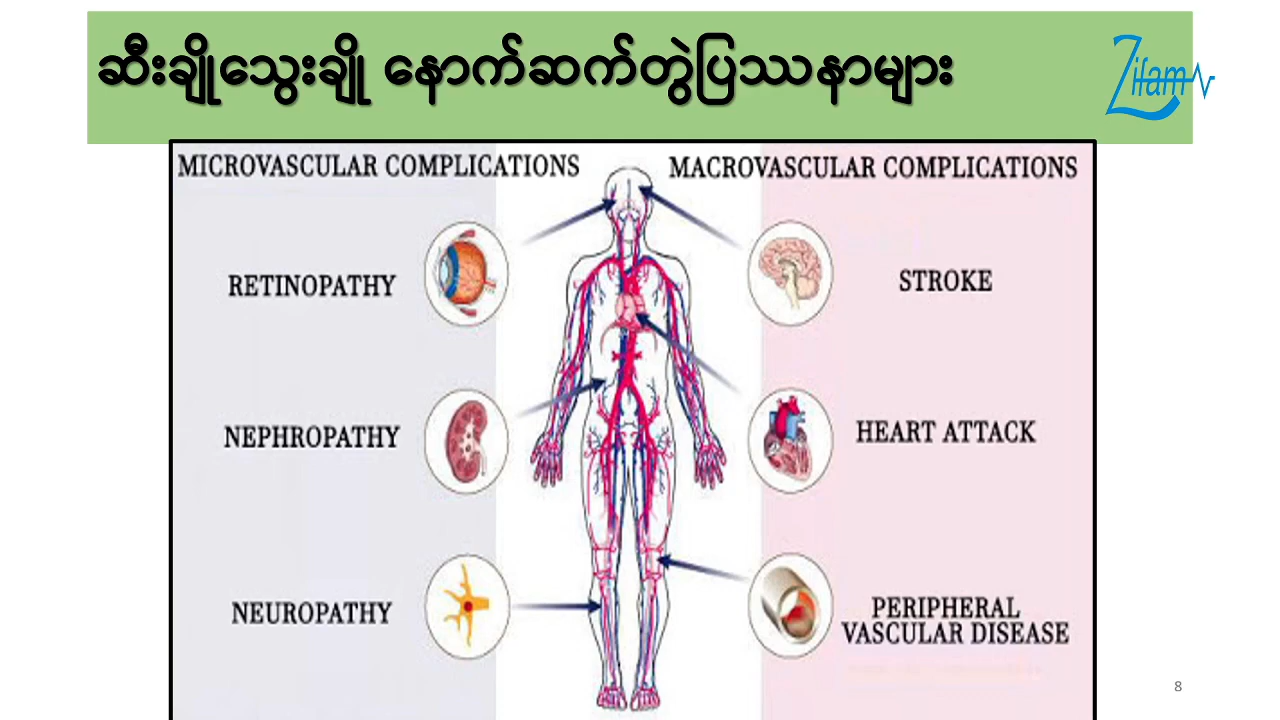 ဆီးချိုသွေးချို နောက်ဆက်တွဲပြဿနာများ
Zifam
MICROVASCULAR COMPLICATIONS
MACROVASCULAR COMPLICATIONS
RETINOPATHY
STROKE
NEPHROPATHY
HEART ATTACK
NEUROPATHY
PERIPHERAL
VASCULAR DISEASE
8